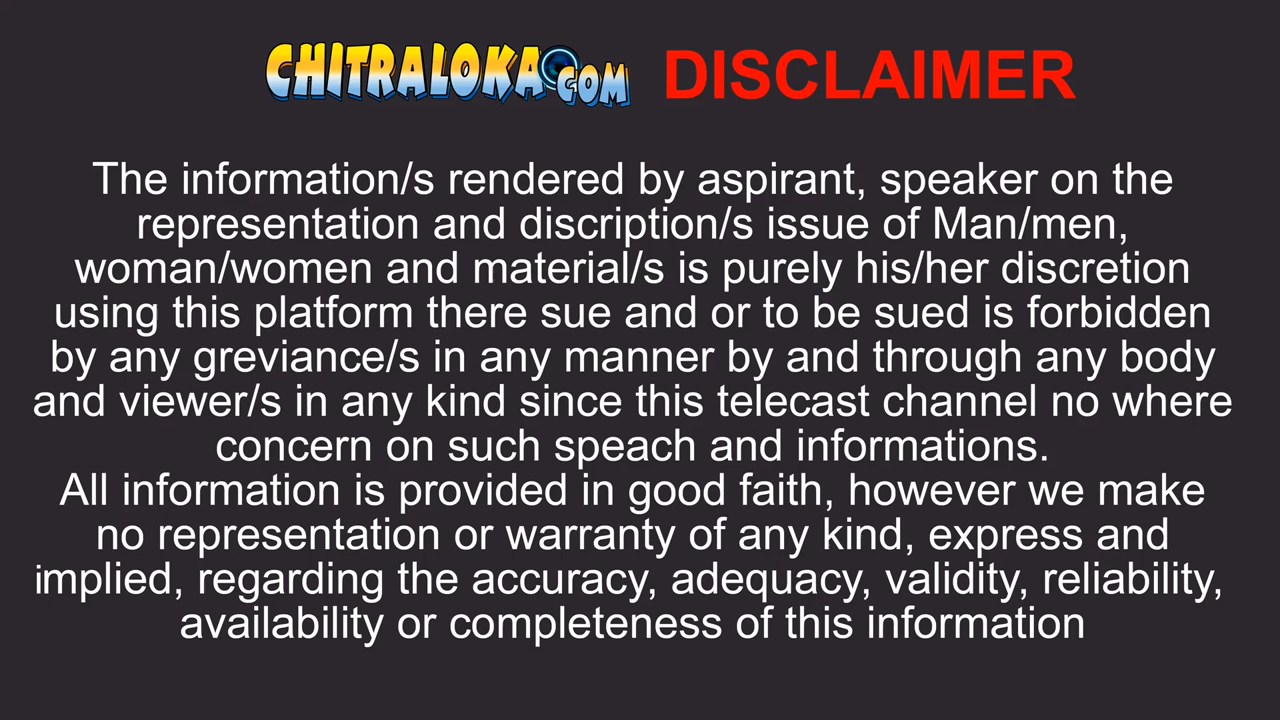 CHITRALOKA.COM DISCLAIMER
The information/s rendered by aspirant, speaker on the
representation and discription/s issue of Man/men,
woman/women and material/s is purely his/her discretion
using this platform there sue and or to be sued is forbidden
by any greviance/s in any manner by and through any body
and viewer/s in any kind since this telecast channel no where
concern on such speach and informations.
All information is provided in good faith, however we make
no representation or warranty of any kind, express and
implied, regarding the accuracy, adequacy, validity, reliability,
availability or completeness of this information